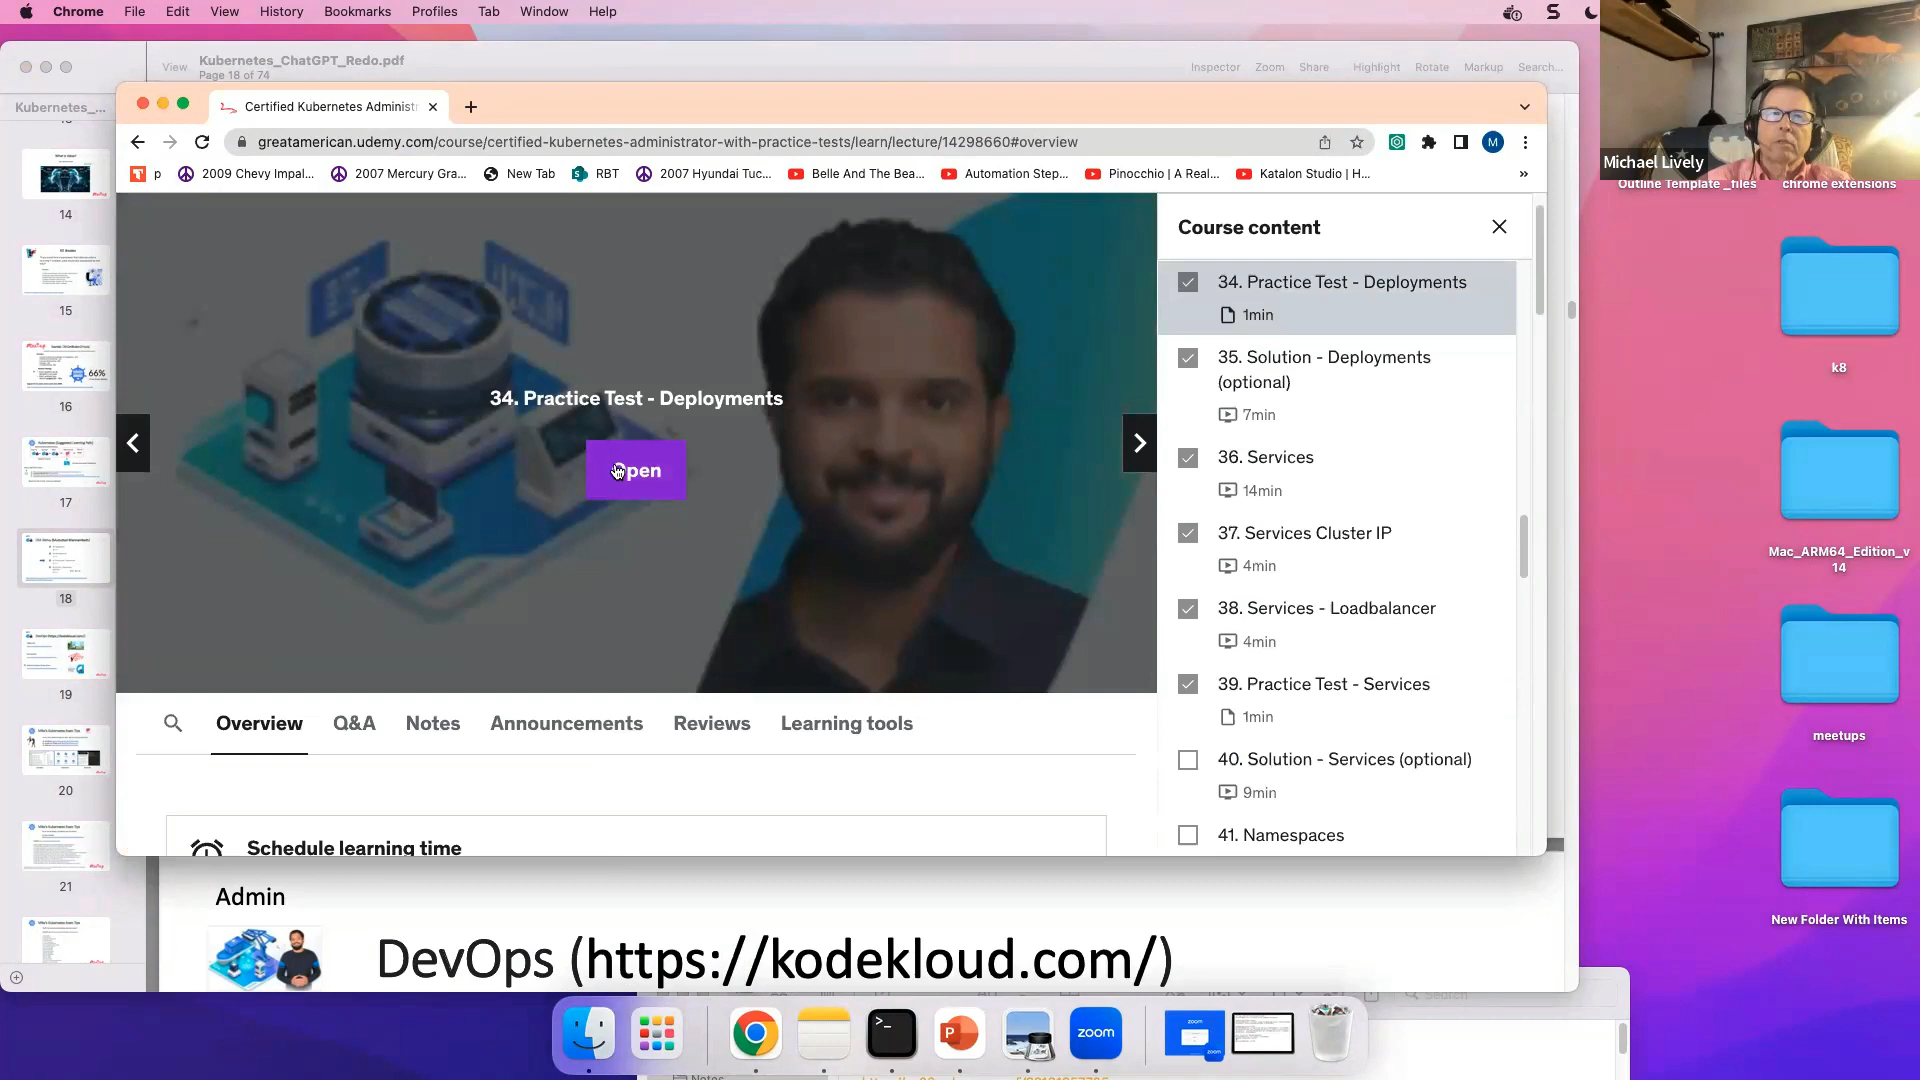 Chrome File Edit View History Bookmarks Profiles Tab Window Help
View
Kubernetes_ChatGPT_Redo.pdf
Page 18 of 74
Inspector Zoom Share Highlight Rotate Markup Search...
Kubernetes_...
Certified Kubernetes Administr
greatamerican.udemy.com/course/certified-kubernetes-administrator-with-practice-tests/learn/lecture/14298660#overview
M
p
2009 Chevy Impal...
2007 Mercury Gra...
New Tab
RBT
2007 Hyundai Tuc...
Belle And The Bea...
Automation Step...
Pinocchio | A Real...
Katalon Studio | H...
Michael Lively
Outline Template _files
chrome extensions
k8
Mac_ARM64_Edition_v
14
meetups
New Folder With Items
14
15
66%
16
17
18
19
20
21
34. Practice Test - Deployments
Open
Course content
34. Practice Test - Deployments
1min
35. Solution - Deployments
(optional)
7min
36. Services
14min
37. Services Cluster IP
4min
38. Services - Loadbalancer
4min
39. Practice Test - Services
1min
40. Solution - Services (optional)
9min
41. Namespaces
Overview Q&A Notes Announcements Reviews Learning tools
Schedule learning time
Admin
DevOps (https://kodekloud.com/)
Search
zoom
zoom
Notes